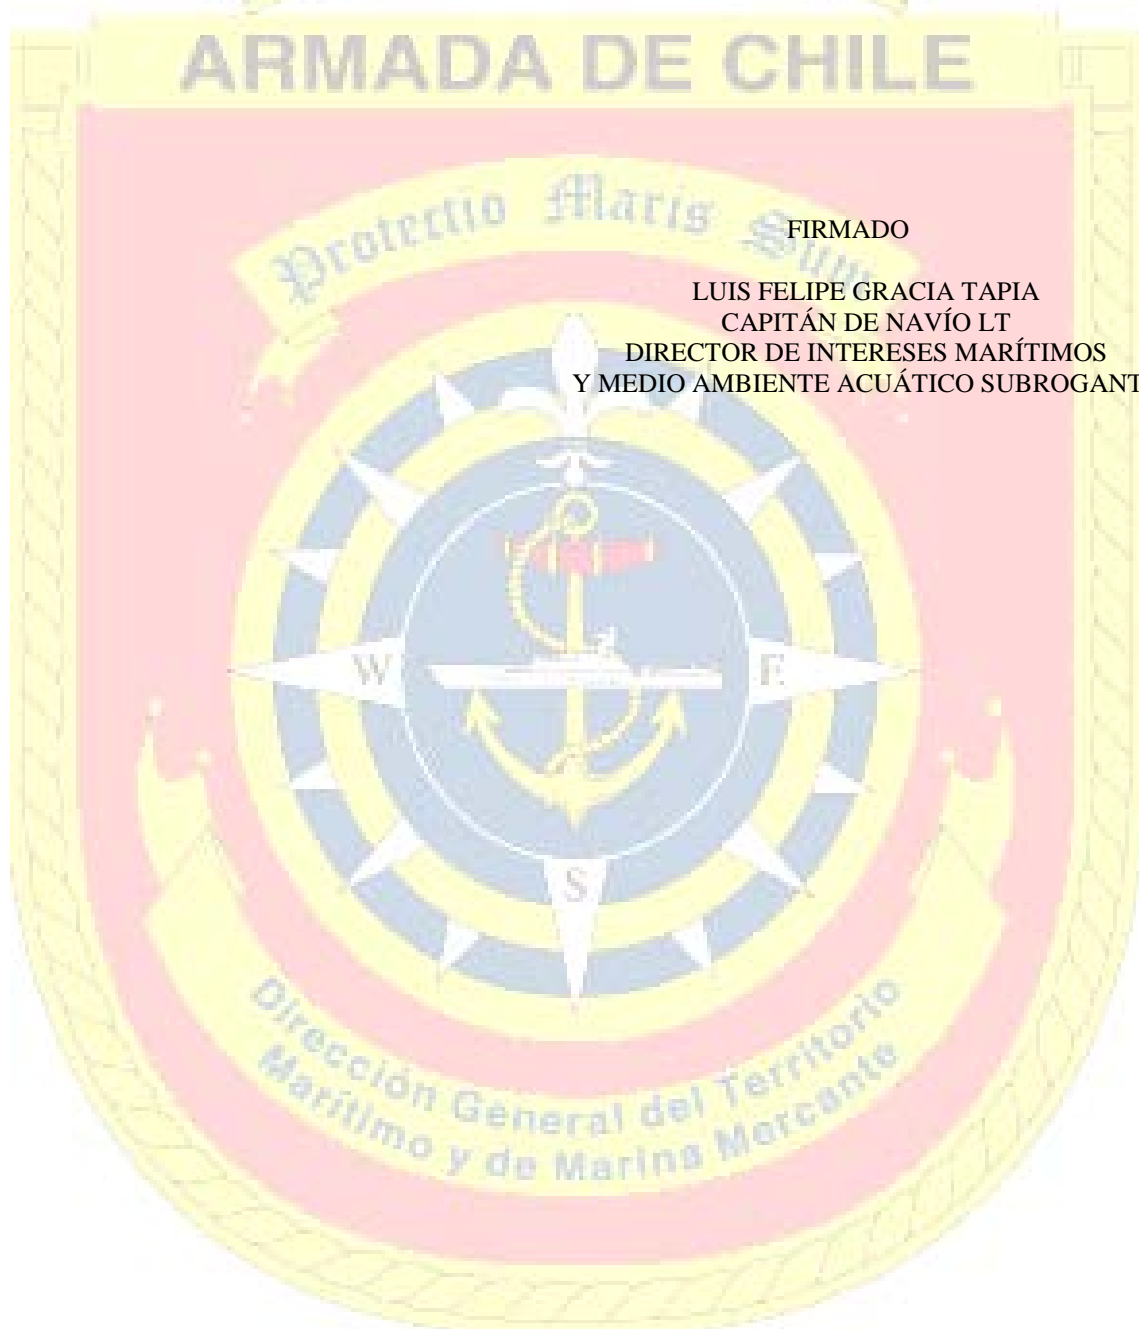 ARMADA DE CHILE
Protectio Maris
FIRMADO
LUIS FELIPE GRACIA TAPIA
CAPITÁN DE NAVÍO LT
DIRECTOR DE INTERESES MARÍTIMOS
Y MEDIO AMBIENTE ACUÁTICO SUBROGANT
W
E
S
Dirección General del Territorio
Marítimo y de Marina Mercante